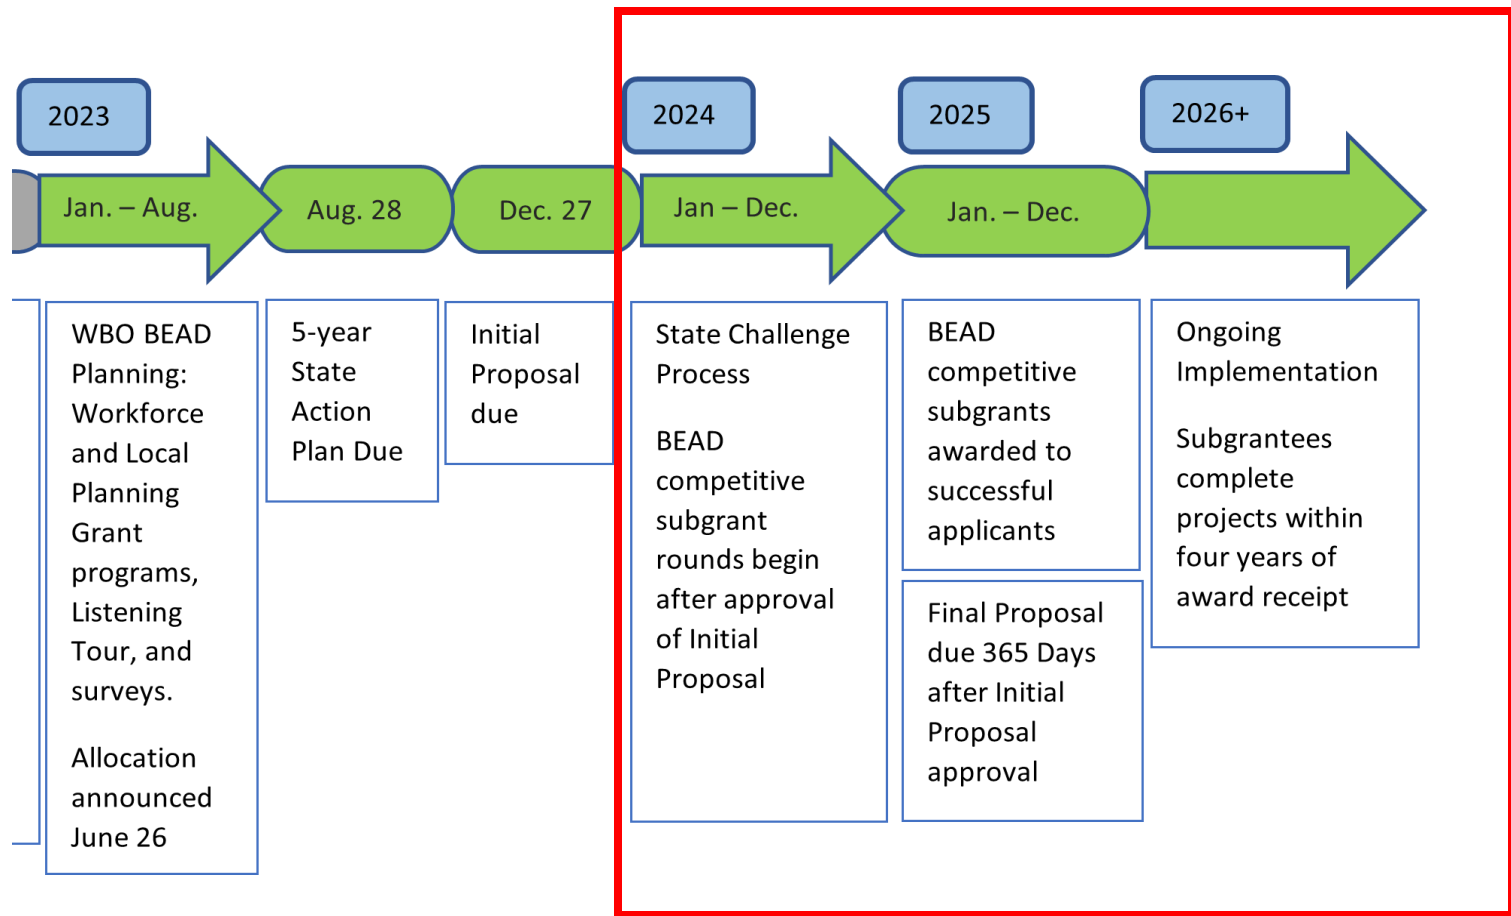 2023
Jan. – Aug.
WBO BEAD
Planning:
Workforce
and Local
Planning
Grant
programs,
Listening
Tour, and
surveys.
Allocation
announced
June 26
Aug. 28
5-year
State
Action
Plan Due
Dec. 27
Initial
Proposal
due
2024
Jan – Dec.
State Challenge
Process
BEAD
competitive
subgrant
rounds begin
after approval
of Initial
Proposal
2025
Jan. – Dec.
BEAD
competitive
subgrants
awarded to
successful
applicants
Final Proposal
due 365 Days
after Initial
Proposal
approval
2026+
Ongoing
Implementation
Subgrantees
complete
projects within
four years of
award receipt